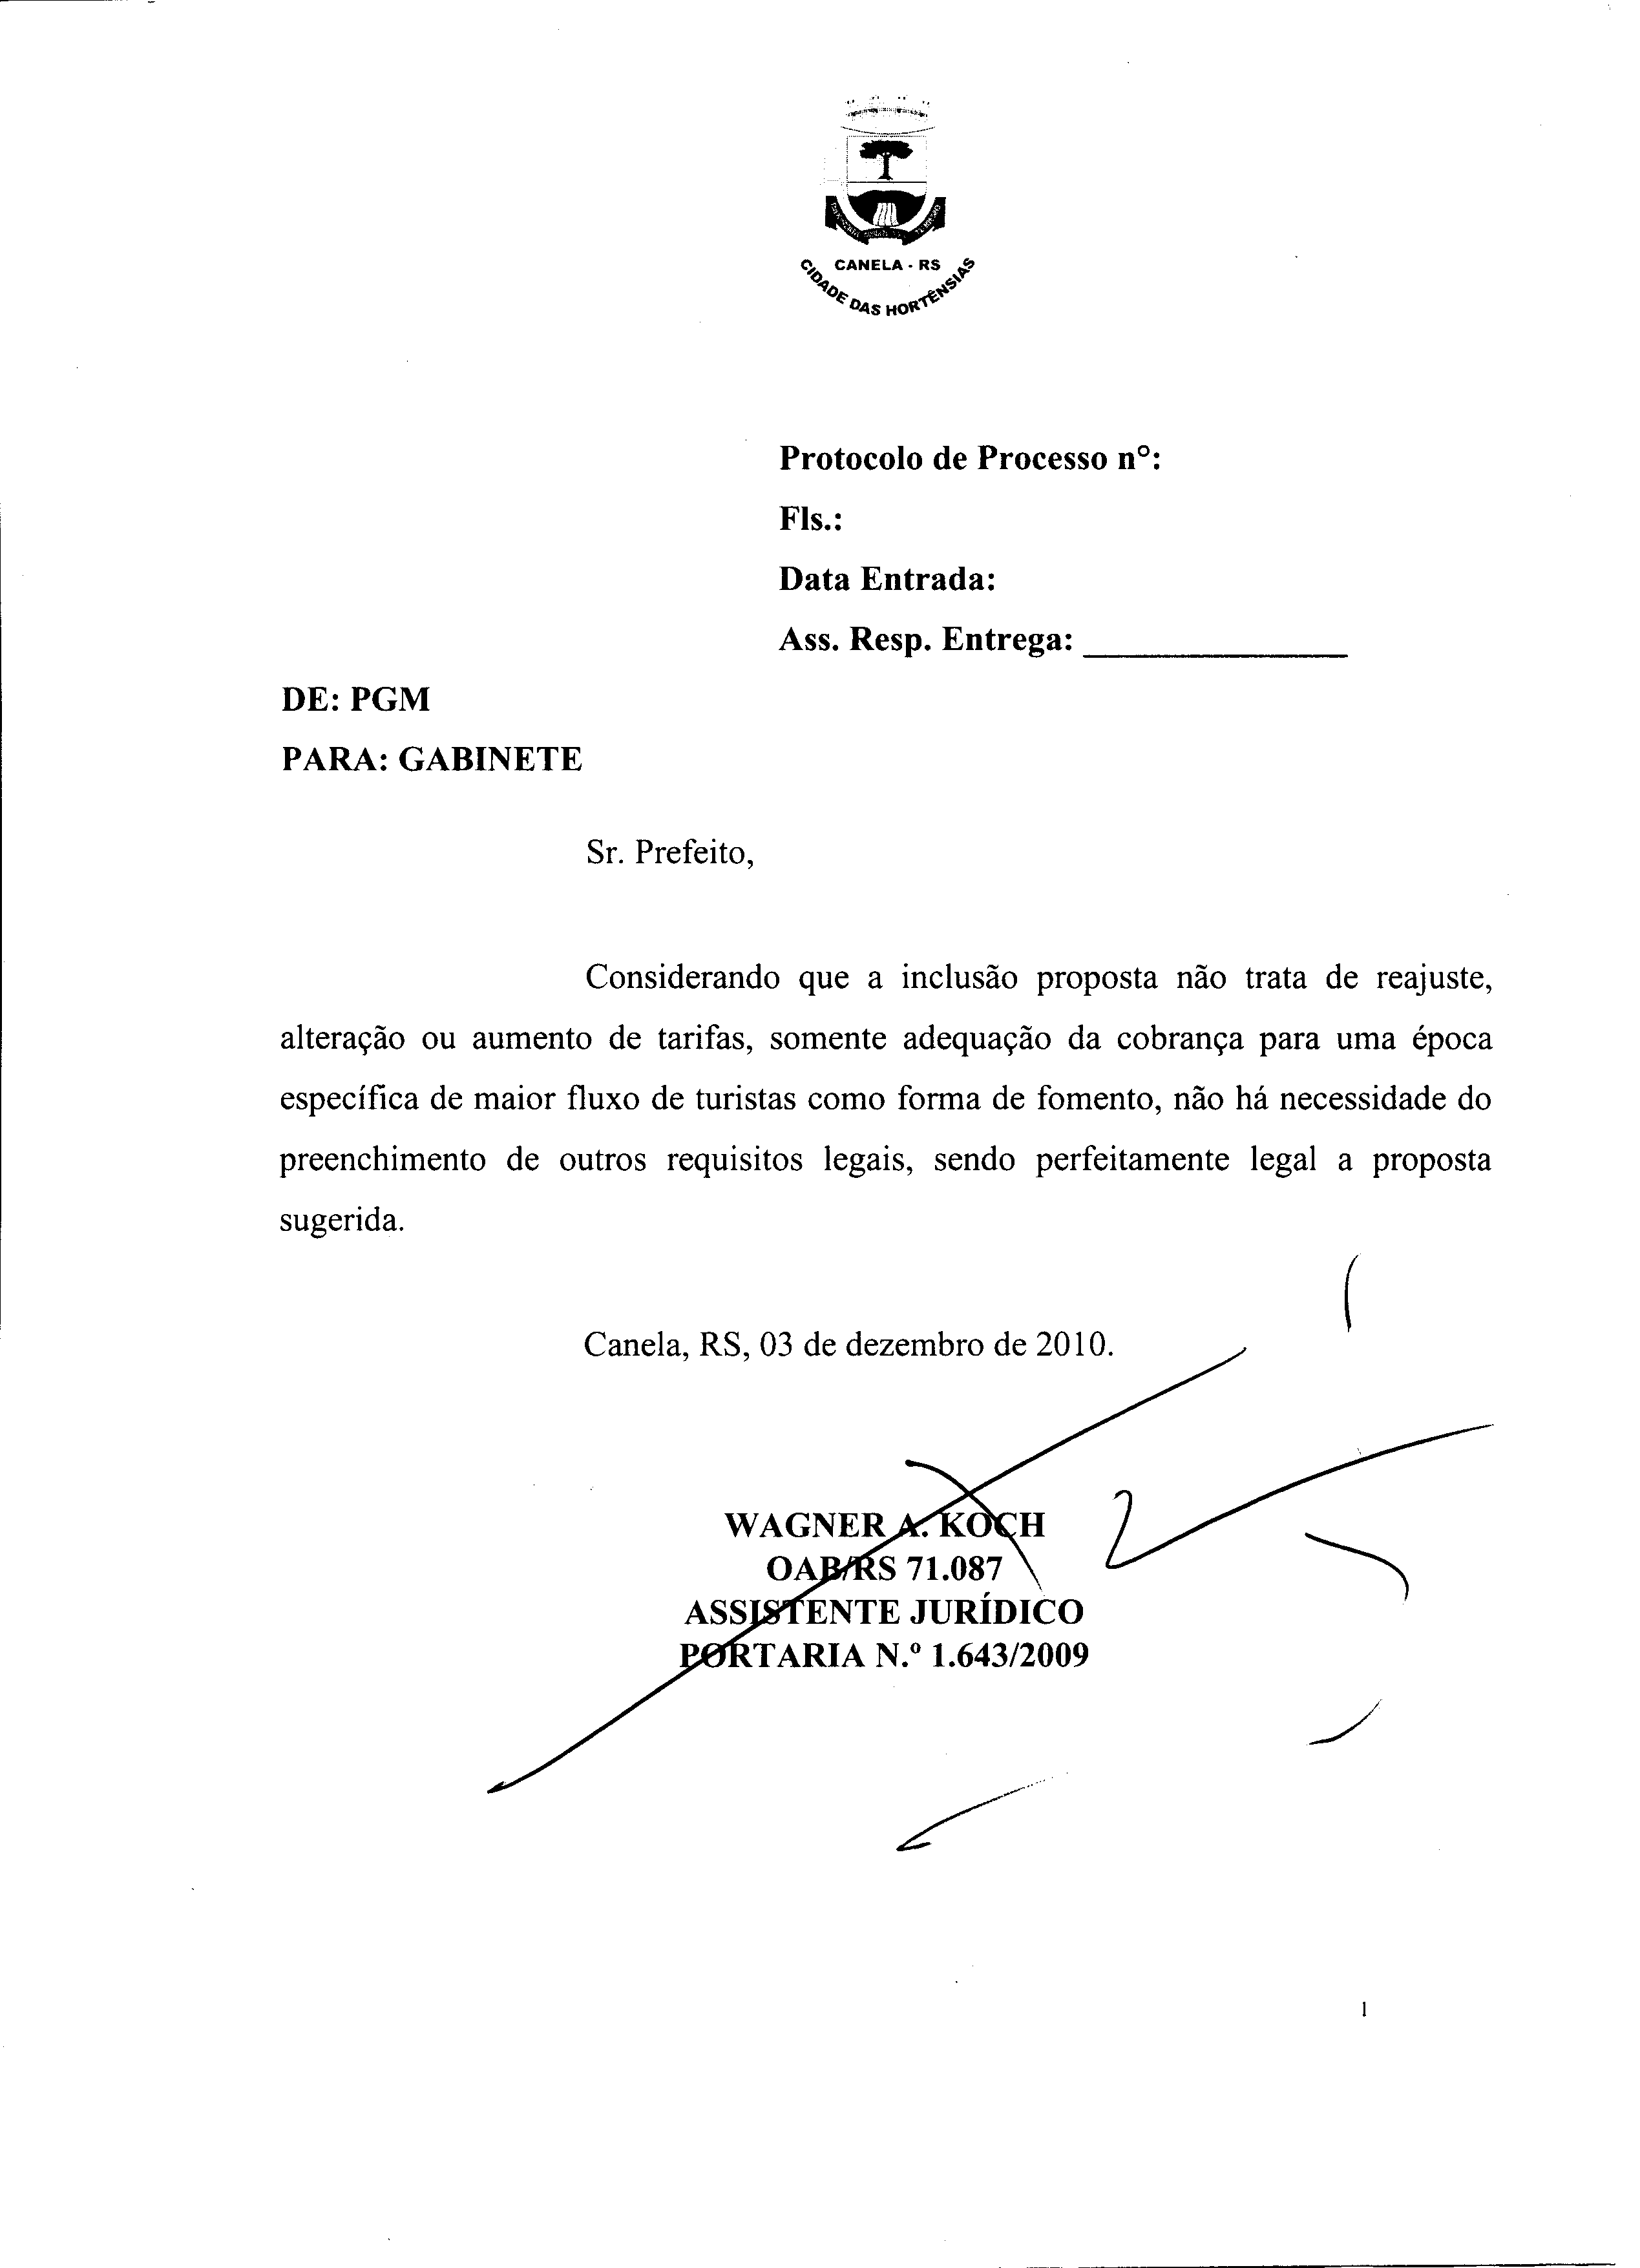 CANELA - RS
CIDADE DAS HORTÊNSIAS
Protocolo de Processo nº:
Fls.:
Data Entrada:
Ass. Resp. Entrega: _______________
DE: PGM
PARA: GABINETE
Sr. Prefeito,
Considerando que a inclusão proposta não trata de reajuste,
alteração ou aumento de tarifas, somente adequação da cobrança para uma época
específica de maior fluxo de turistas como forma de fomento, não há necessidade do
preenchimento de outros requisitos legais, sendo perfeitamente legal a proposta
sugerida.
Canela, RS, 03 de dezembro de 2010.
WAGNER A. KOCH
OAB/RS 71.087
ASSISTENTE JURÍDICO
PORTARIA N.º 1.643/2009
1